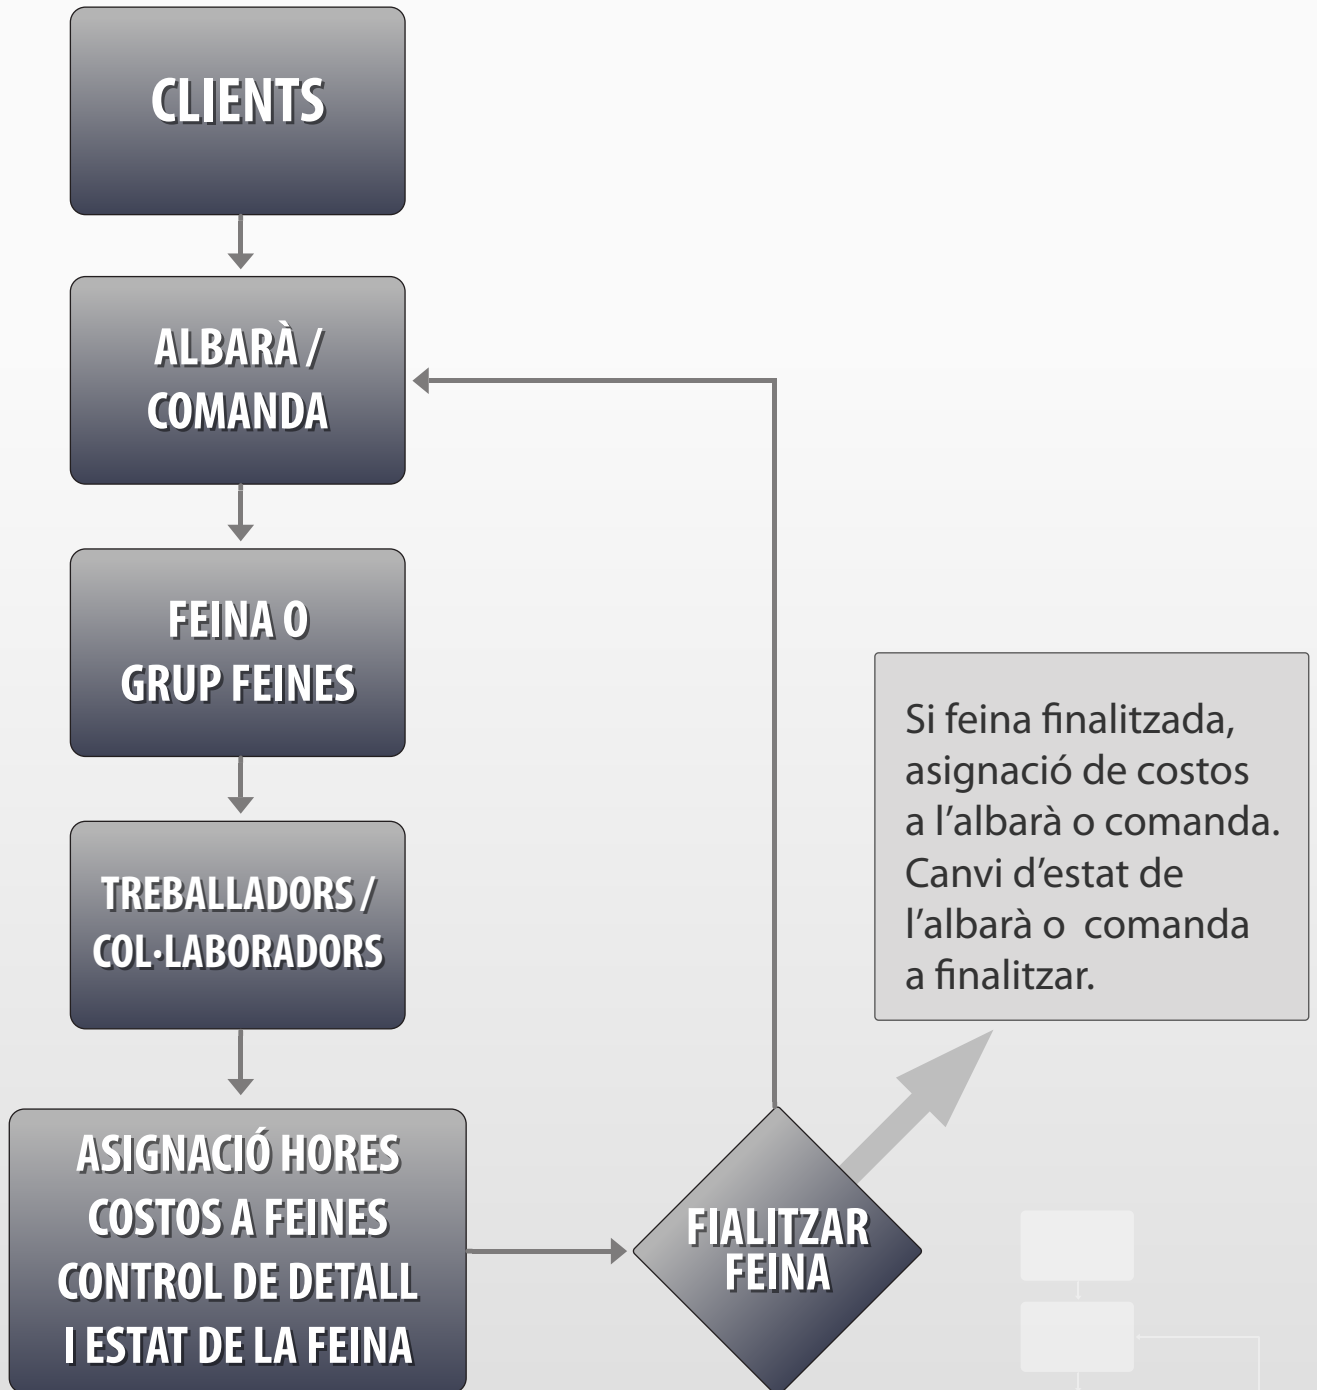 CLIENTS
ALBARÀ /
COMANDA
FEINA O
GRUP FEINES
TREBALLADORS /
COL·LABORADORS
ASIGNACIÓ HORES
COSTOS A FEINES
CONTROL DE DETALL
I ESTAT DE LA FEINA
FIALITZAR
FEINA
Si feina finalitzada,
asignació de costos
a l’albarà o comanda.
Canvi d’estat de
l’albarà o  comanda
a finalitzar.